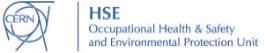 CERN
HSE
Occupational Health & Safety
and Environmental Protection Unit